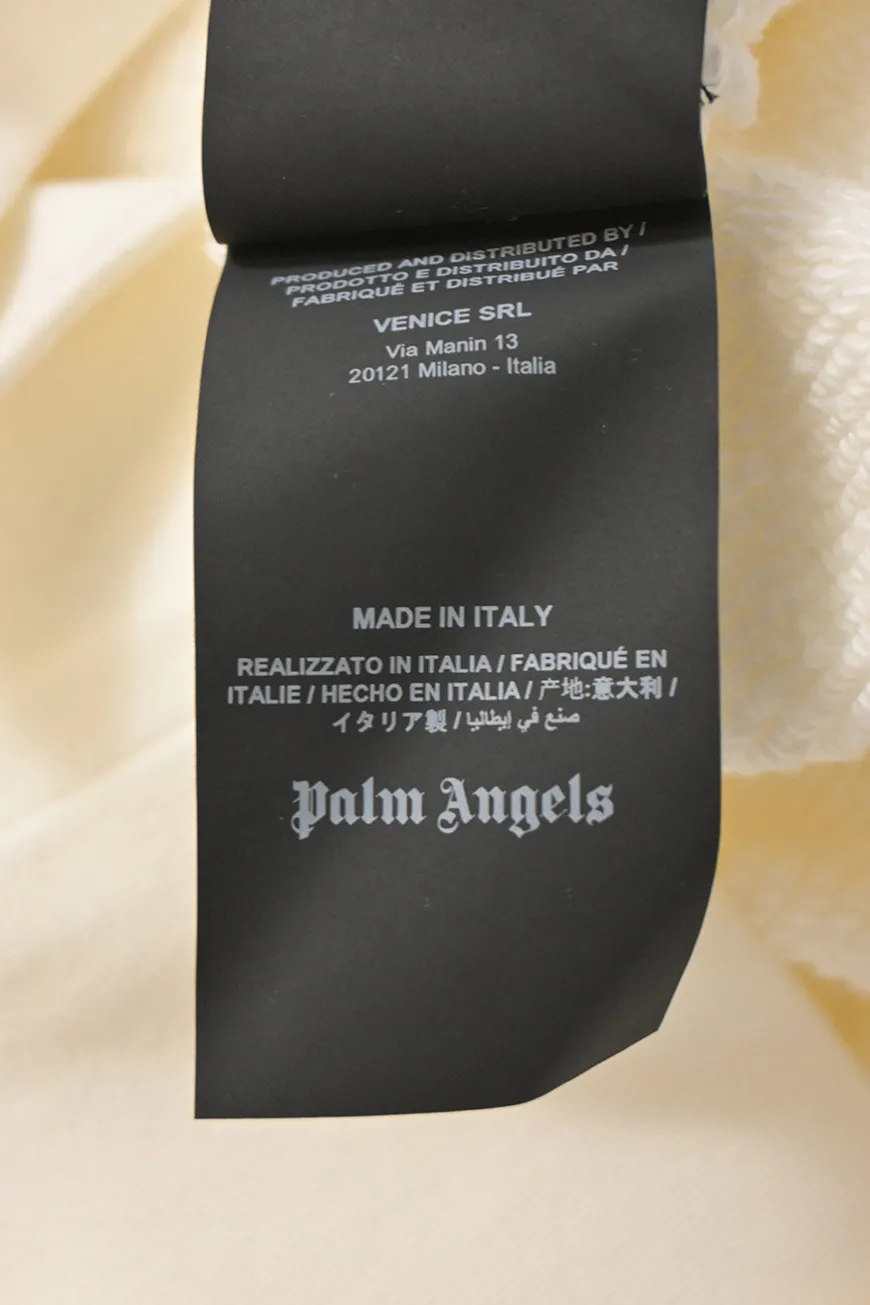 PRODUCED AND DISTRIBUTED BY /
PRODOTTO E DISTRIBUITO DA /
FABRIQUÉ ET DISTRIBUÉ PAR
VENICE SRL
Via Manin 13
20121 Milano - Italia
MADE IN ITALY
REALIZZATO IN ITALIA / FABRIQUÉ EN
ITALIE / HECHO EN ITALIA / 产地:意大利 /
イタリア製 / صنع في إيطاليا
Palm Angels